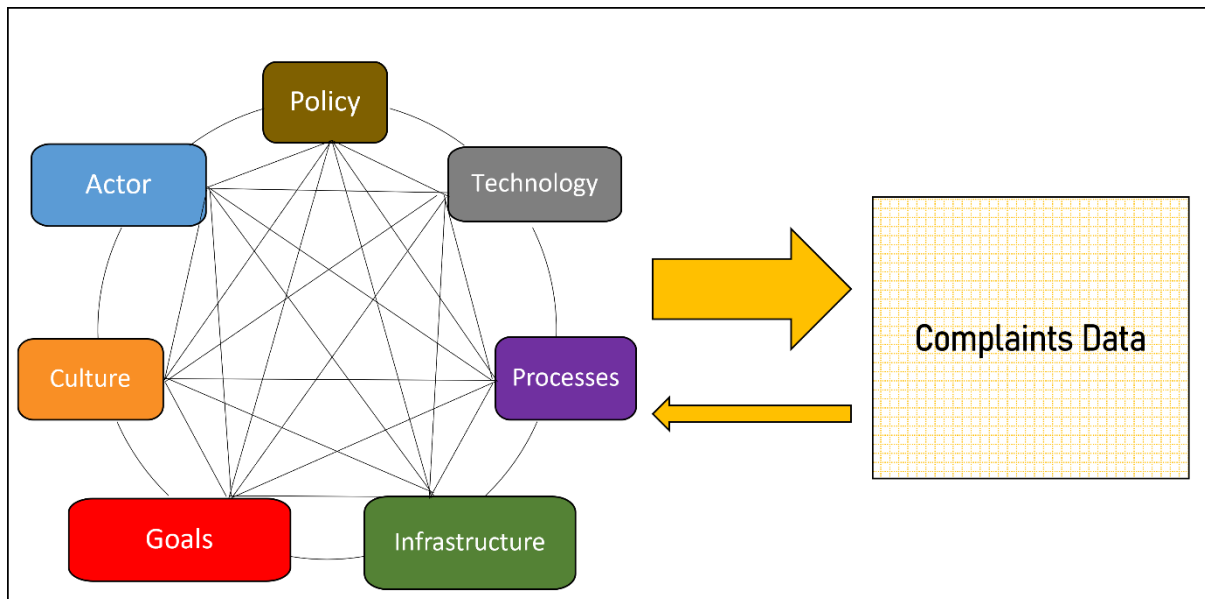 Policy
Actor
Technology
Culture
Processes
Goals
Infrastructure
Complaints Data